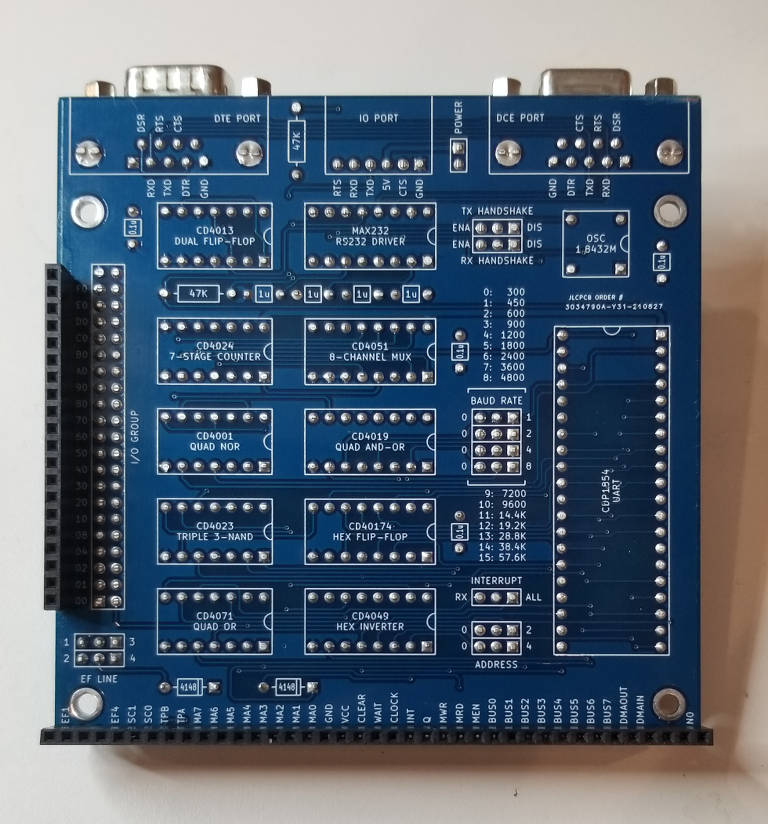 DSR RTS CTS
DTE PORT
RXD TXD DTR GND
47K
IO PORT
RTS RXD TXD 5V CTS GND
POWER
DCE PORT
CTS RTS DSR
GND DTR TXD RXD
0.1u
CD4013
DUAL FLIP-FLOP
MAX232
RS232 DRIVER
TX HANDSHAKE
ENA DIS
ENA DIS
RX HANDSHAKE
OSC
1.8432M
0.1u
47K 1u 1u 1u 1u
0: 300
1: 450
2: 600
3: 900
4: 1200
5: 1800
6: 2400
7: 3600
8: 4800
JLCPCB ORDER #
3034790A-Y31-210827
CD4024
7-STAGE COUNTER
CD4051
8-CHANNEL MUX
0.1u
I/O GROUP
CD4001
QUAD NOR
CD4019
QUAD AND-OR
BAUD RATE
0 1
0 2
0 4
0 8
CDP1854
UART
CD4023
TRIPLE 3-NAND
CD40174
HEX FLIP-FLOP
0.1u
9: 7200
10: 9600
11: 14.4K
12: 19.2K
13: 28.8K
14: 38.4K
15: 57.6K
CD4071
QUAD OR
CD4049
HEX INVERTER
INTERRUPT
RX ALL
0 2
0 4
ADDRESS
1 3
2 4
EF LINE
4148 4148
EF1 EF4 SC1 SC0 TPB TPA MA7 MA6 MA5 MA4 MA3 MA2 MA1 MA0 GND VCC CLEAR WAIT CLOCK INT Q MWR MRD MEN BUS0 BUS1 BUS2 BUS3 BUS4 BUS5 BUS6 BUS7 DMAOUT DMAIN N0